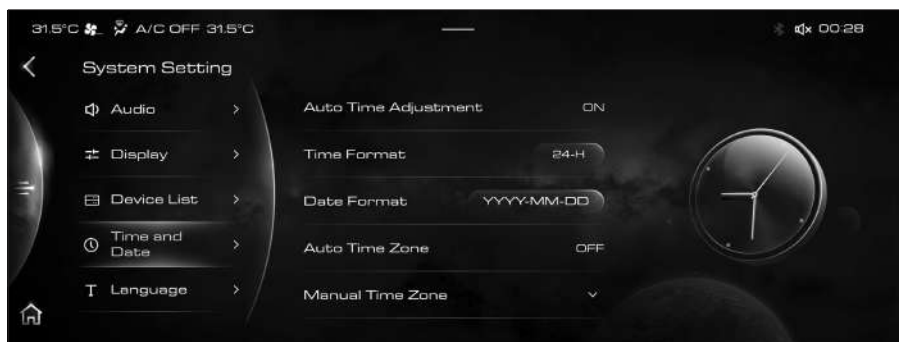 31.5°C A/C OFF 31.5°C 00:28
System Setting
Audio
Display
Device List
Time and
Date
Language
Auto Time Adjustment ON
Time Format 24-H
Date Format YYYY-MM-DD
Auto Time Zone OFF
Manual Time Zone